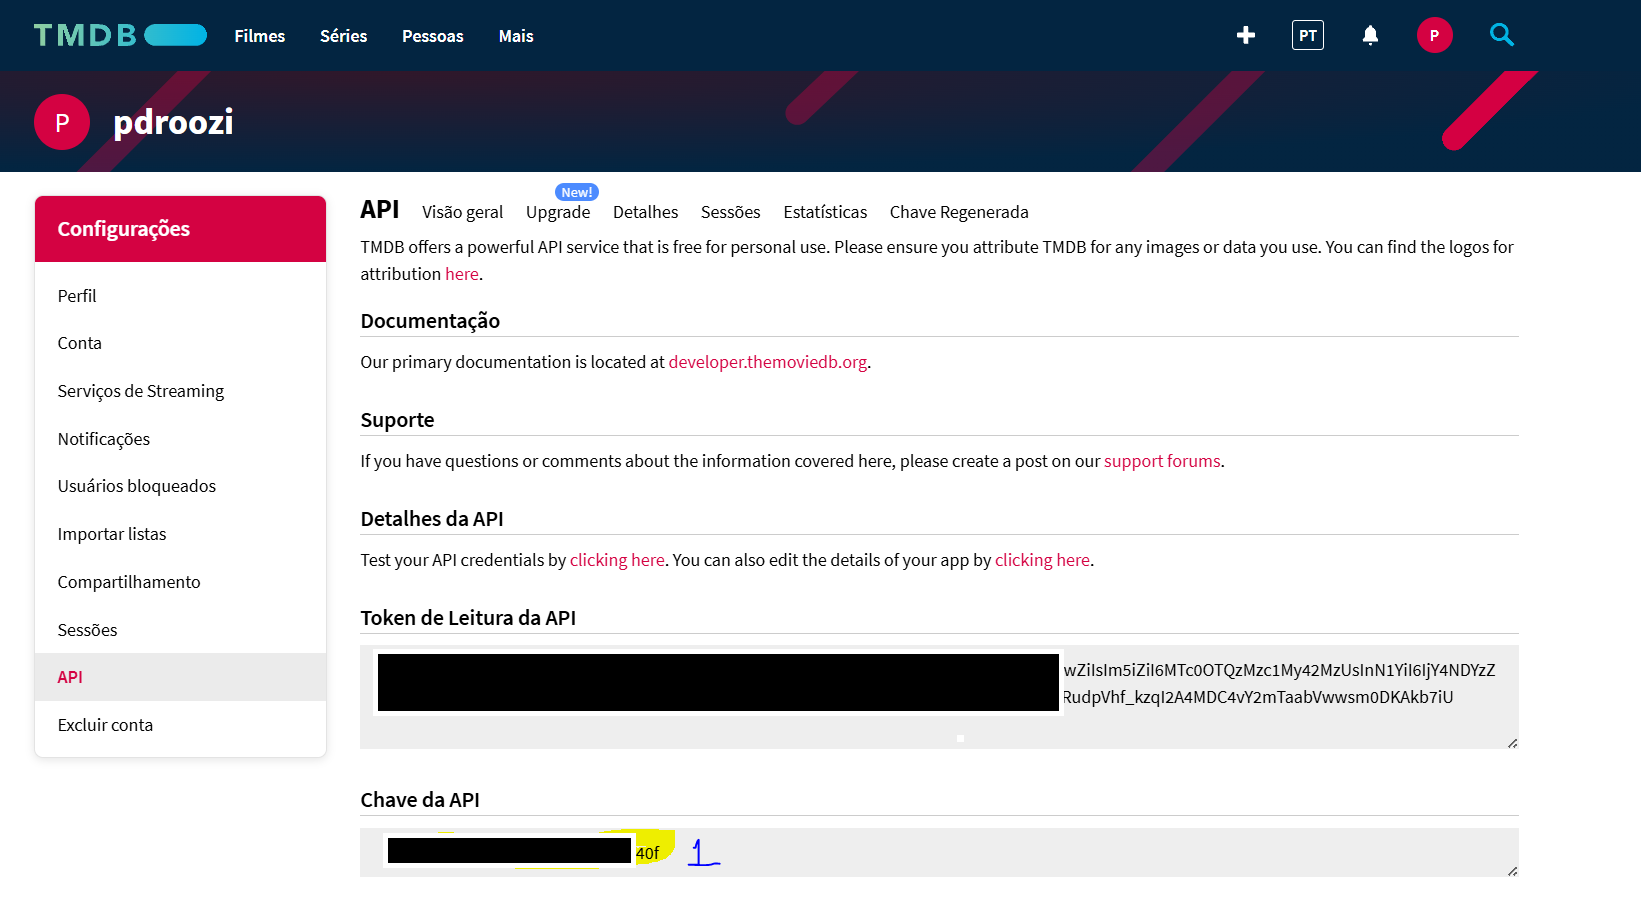 TMDB Filmes Séries Pessoas Mais PT P
P pdroozi
Configurações
Perfil
Conta
Serviços de Streaming
Notificações
Usuários bloqueados
Importar listas
Compartilhamento
Sessões
API
Excluir conta
New!
API Visão geral Upgrade Detalhes Sessões Estatísticas Chave Regenerada
TMDB offers a powerful API service that is free for personal use. Please ensure you attribute TMDB for any images or data you use. You can find the logos for
attribution here.
Documentação
Our primary documentation is located at developer.themoviedb.org.
Suporte
If you have questions or comments about the information covered here, please create a post on our support forums.
Detalhes da API
Test your API credentials by clicking here. You can also edit the details of your app by clicking here.
Token de Leitura da API
wZiIsIm5iZiI6MTc0OTQzMzc1My42MzUsInN1YiI6IjY4NDYzZ
RudpVhf_kzqI2A4MDC4vY2mTaabVwwsm0DKAkb7iU
Chave da API
40f 1